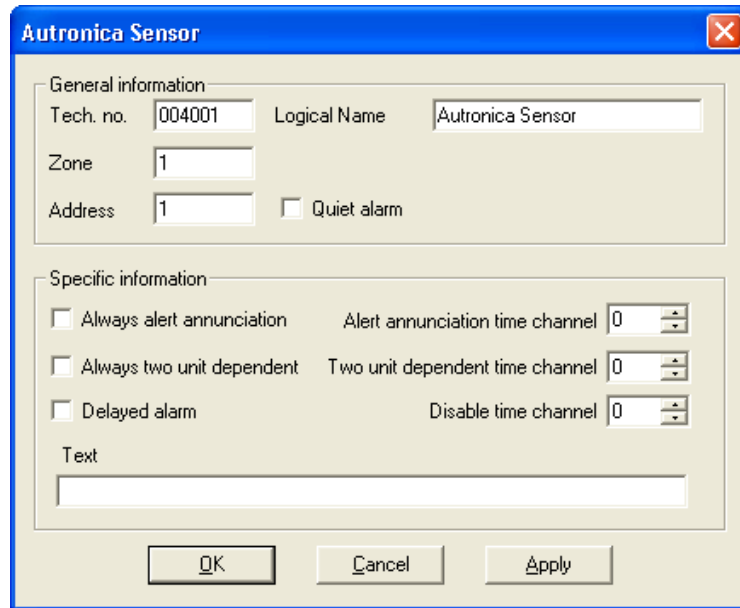 Autronica Sensor
General information
Tech. no. 004001 Logical Name Autronica Sensor
Zone 1
Address 1 Quiet alarm
Specific information
Always alert annunciation Alert annunciation time channel 0
Always two unit dependent Two unit dependent time channel 0
Delayed alarm Disable time channel 0
Text
OK Cancel Apply